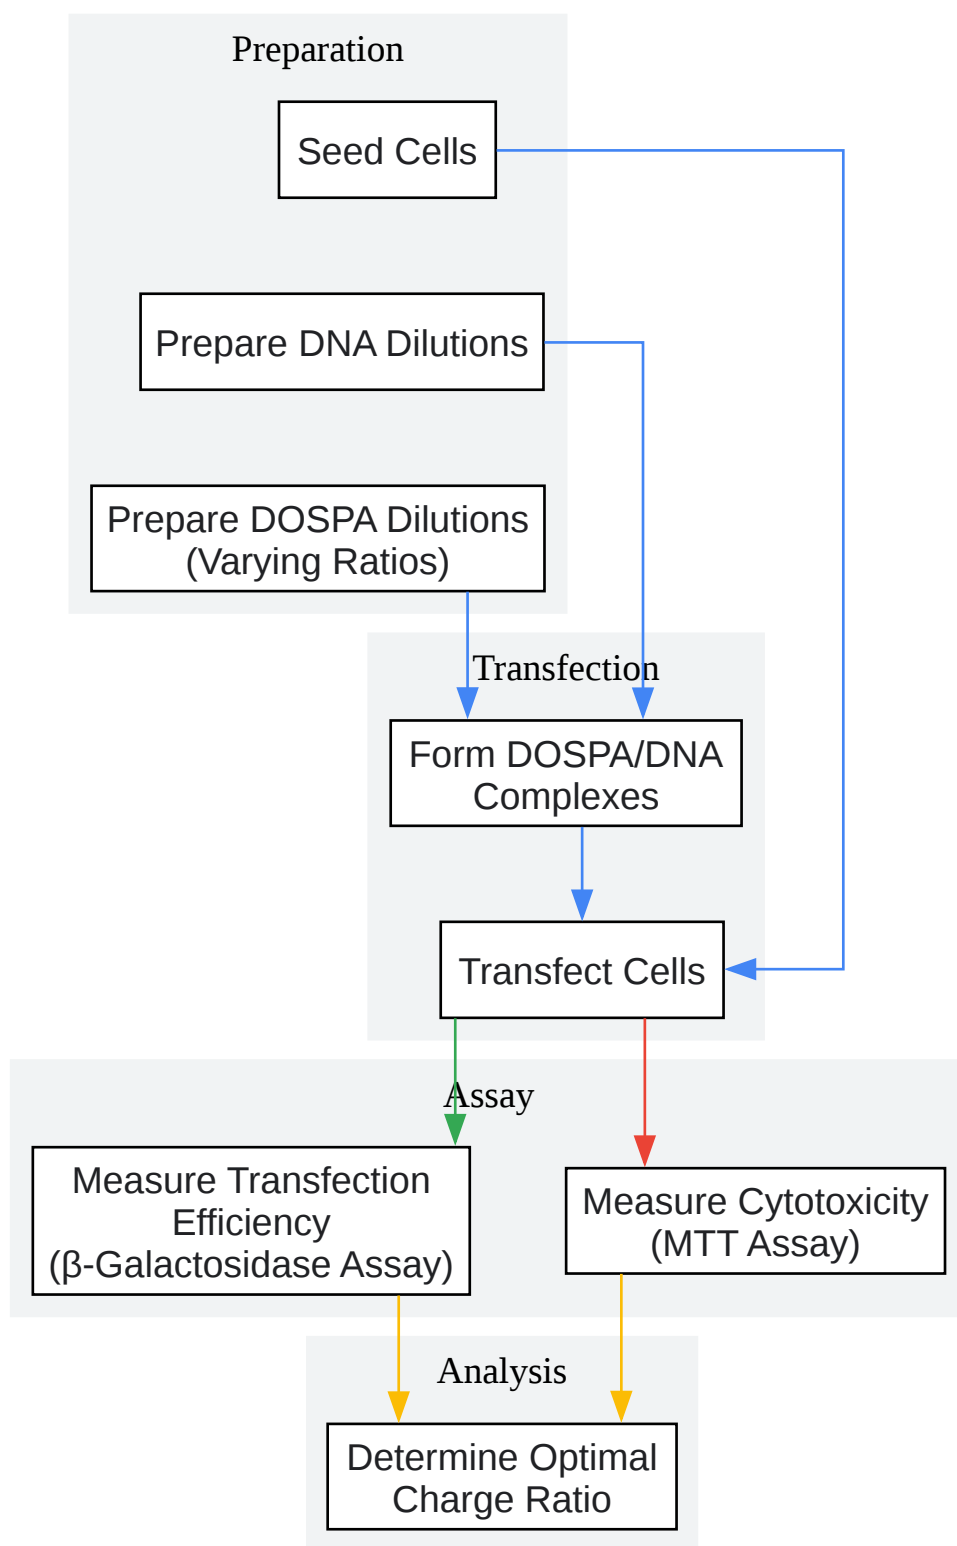 Preparation
Seed Cells
Prepare DNA Dilutions
Prepare DOSPA Dilutions
(Varying Ratios)
Transfection
Form DOSPA/DNA
Complexes
Transfect Cells
Assay
Measure Transfection
Efficiency
(β-Galactosidase Assay)
Measure Cytotoxicity
(MTT Assay)
Analysis
Determine Optimal
Charge Ratio